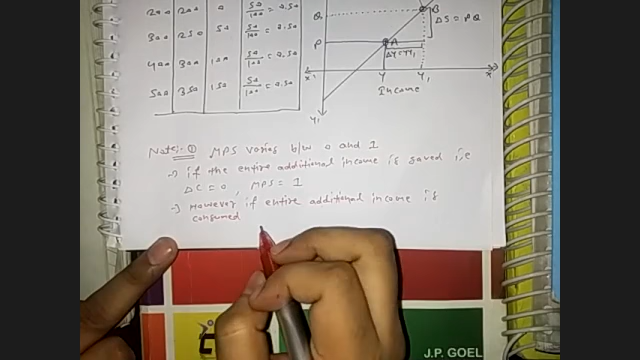 200 200 0 50/100 = 0.50
300 250 50 50/100 = 0.50
400 300 100 50/100 = 0.50
500 350 150 50/100 = 0.50
Q B ΔS = PQ
P A
ΔY=YY1
X' Y Y1 X
Income
Y1
Note:- ① MPS varies b/w 0 and 1
→ if the entire additional income is saved i.e
ΔC = 0, MPS = 1
→ However if entire additional income is
consumed
J.P. GOEL